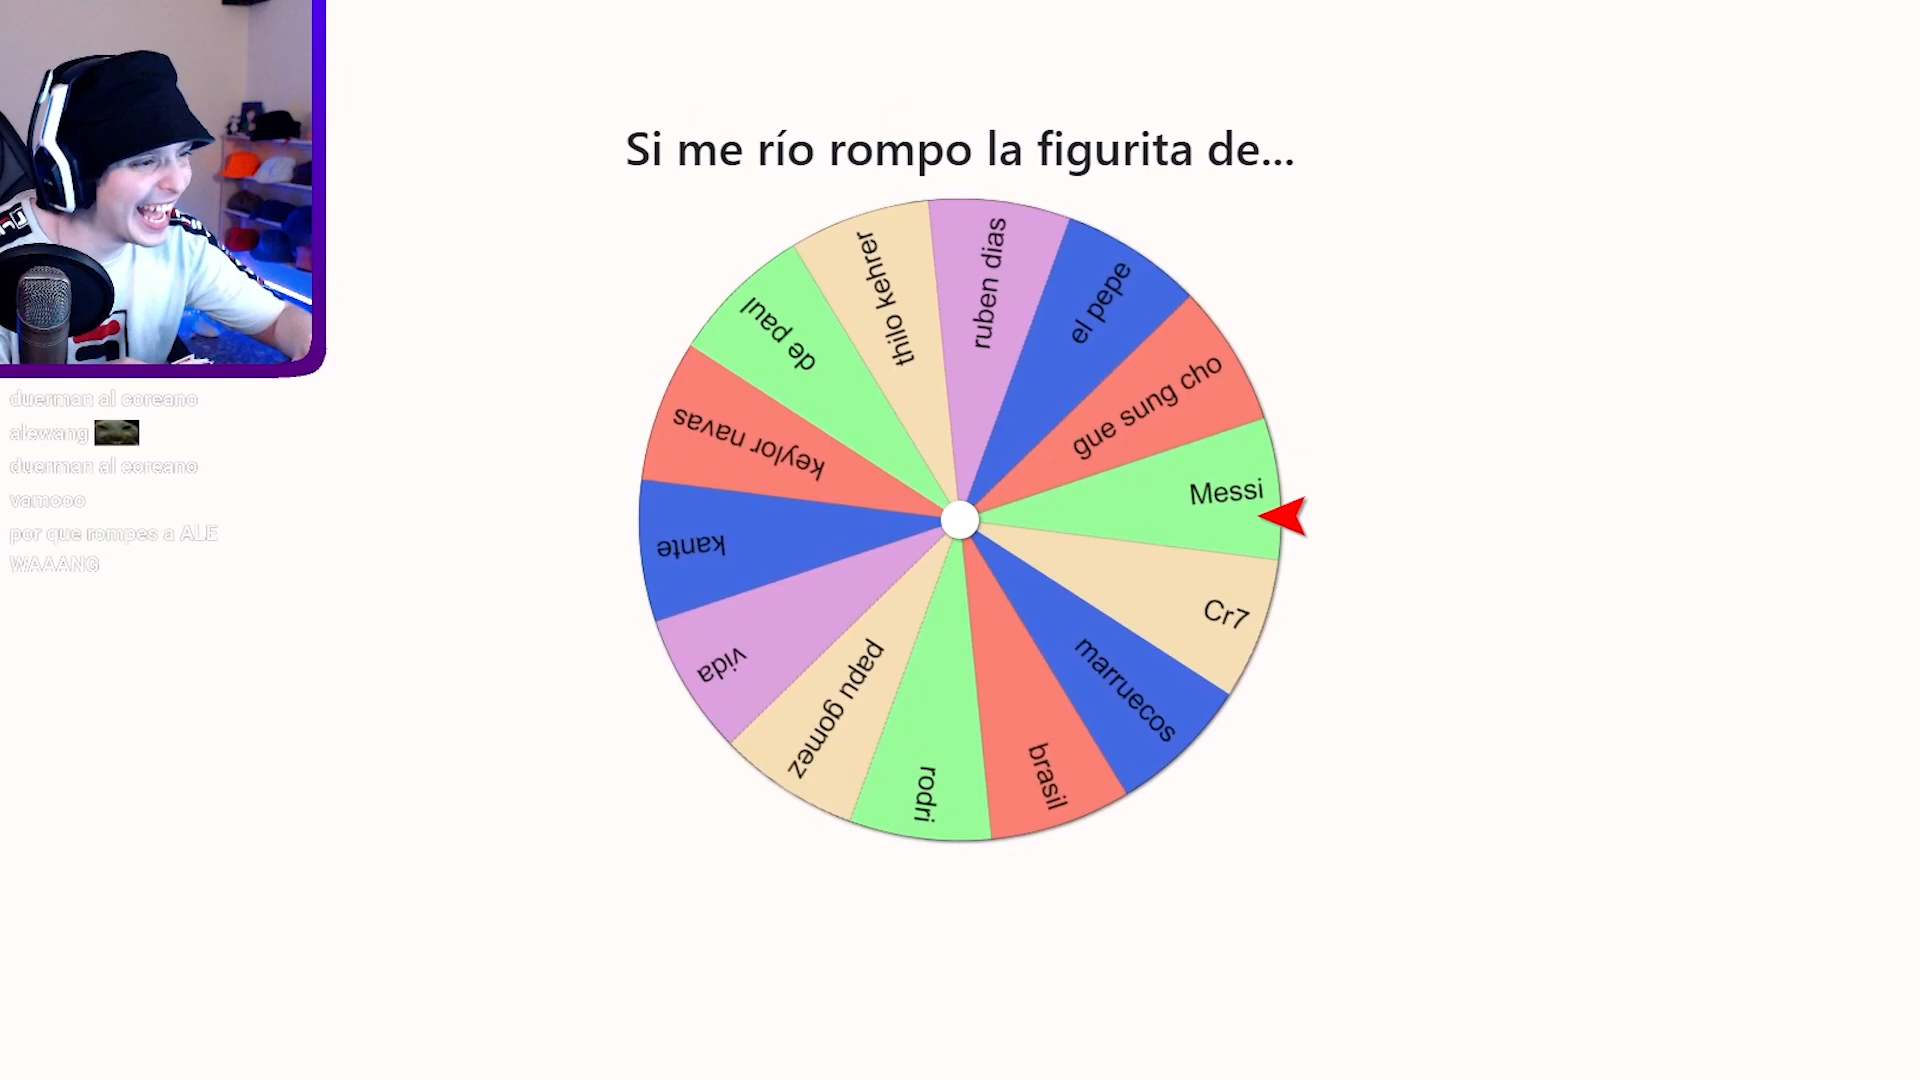 Si me río rompo la figurita de...
ruben dias
el pepe
gue sung cho
Messi
Cr7
marruecos
brasil
rodri
papu gomez
vida
kante
keylor navas
de paul
thilo kehrer
duerman al coreano
alewang
duerman al coreano
vamooo
por que rompes a ALE
WAAANG